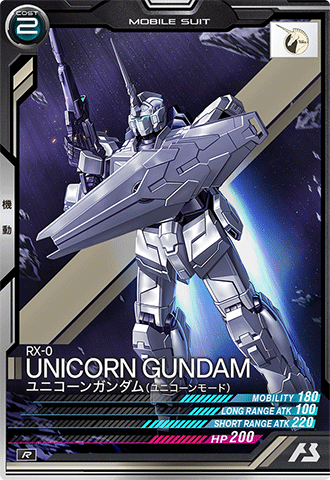 COST
2
MOBILE SUIT
機動
RX-0
UNICORN GUNDAM
ユニコーンガンダム(ユニコーンモード)
MOBILITY 180
LONG RANGE ATK 100
SHORT RANGE ATK 220
HP 200
R